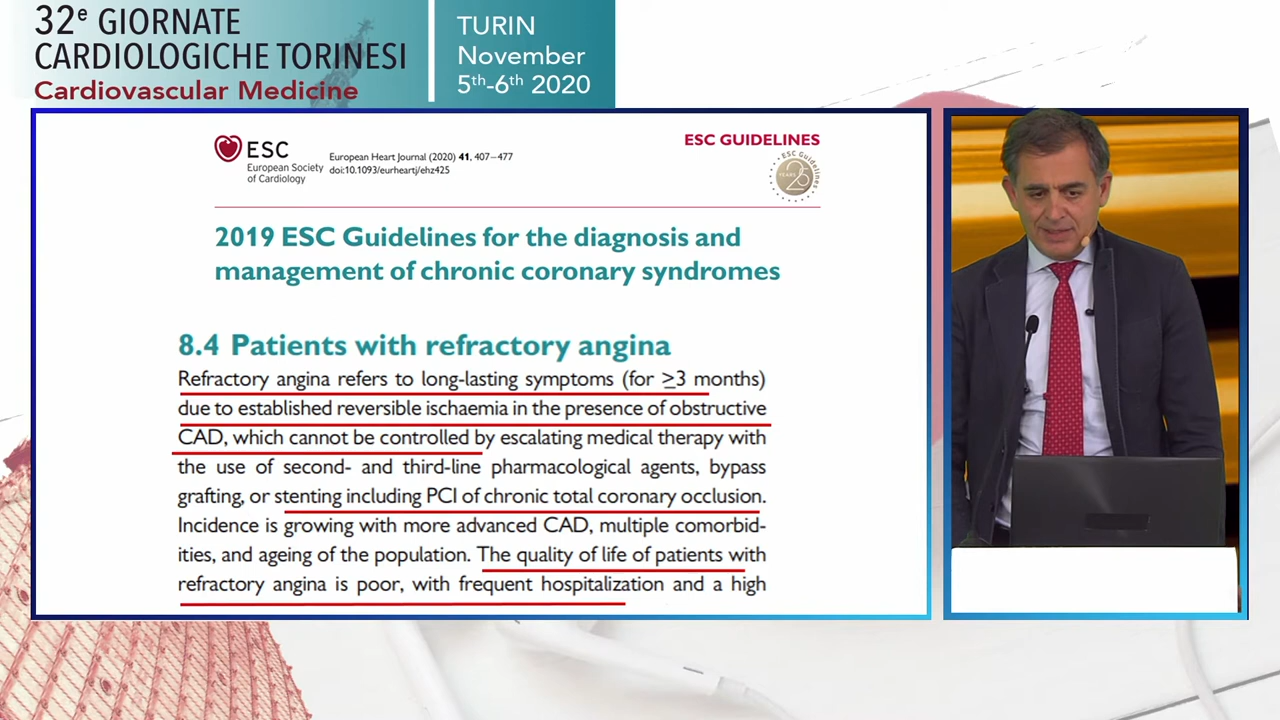 32e GIORNATE
CARDIOLOGICHE TORINESI
Cardiovascular Medicine
TURIN
November
5th-6th 2020
ESC
European Society
of Cardiology
European Heart Journal (2020) 41, 407–477
doi:10.1093/eurheartj/ehz425
ESC GUIDELINES
ESC Guidelines
YEARS 25
2019 ESC Guidelines for the diagnosis and
management of chronic coronary syndromes
8.4 Patients with refractory angina
Refractory angina refers to long-lasting symptoms (for ≥3 months)
due to established reversible ischaemia in the presence of obstructive
CAD, which cannot be controlled by escalating medical therapy with
the use of second- and third-line pharmacological agents, bypass
grafting, or stenting including PCI of chronic total coronary occlusion.
Incidence is growing with more advanced CAD, multiple comorbid-
ities, and ageing of the population. The quality of life of patients with
refractory angina is poor, with frequent hospitalization and a high